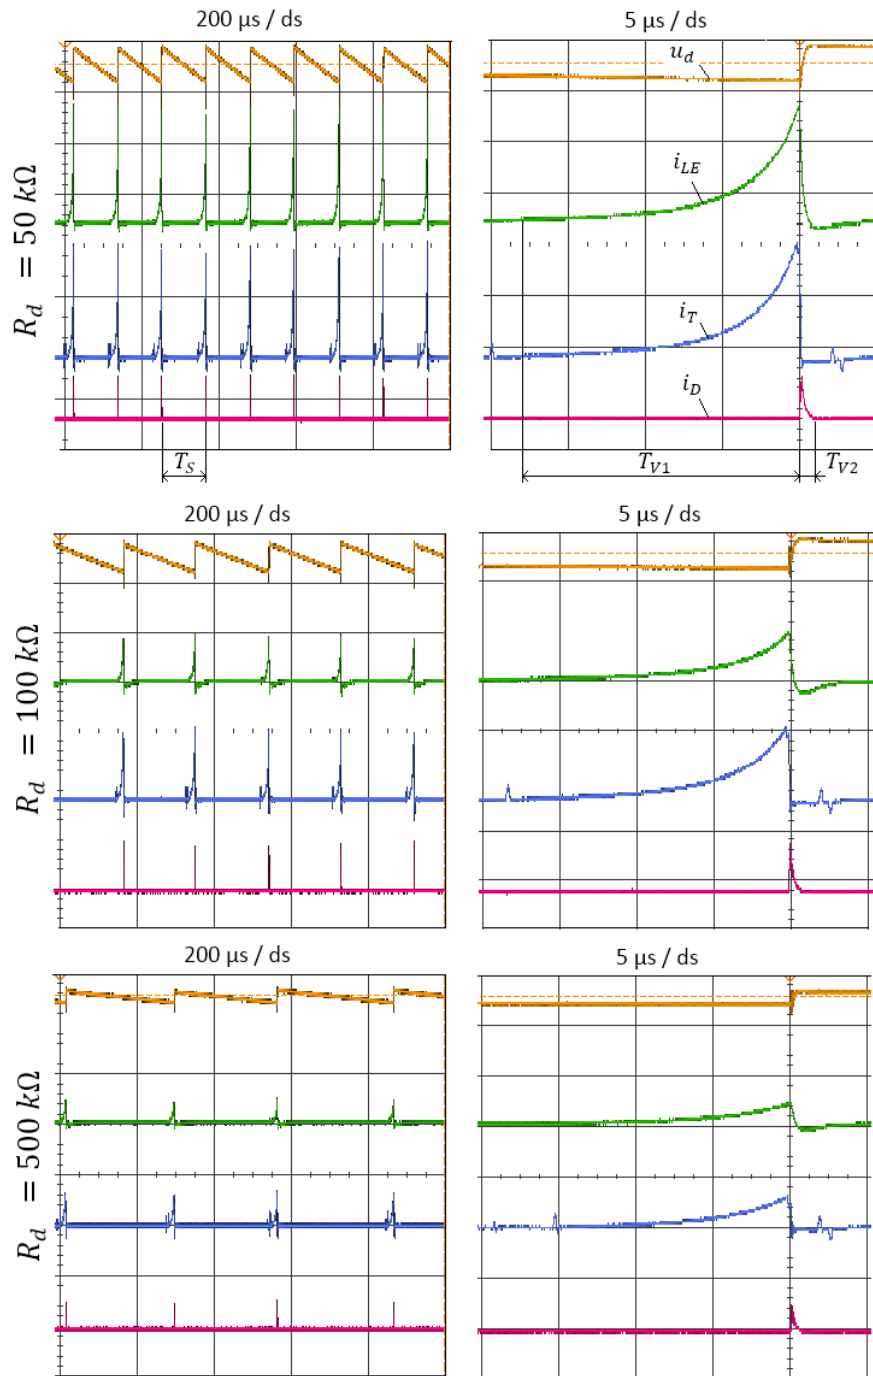 200 μs / ds
5 μs / ds
u_d
i_LE
i_T
i_D
R_d = 50 kΩ
T_S
T_V1
T_V2
200 μs / ds
5 μs / ds
R_d = 100 kΩ
200 μs / ds
5 μs / ds
R_d = 500 kΩ